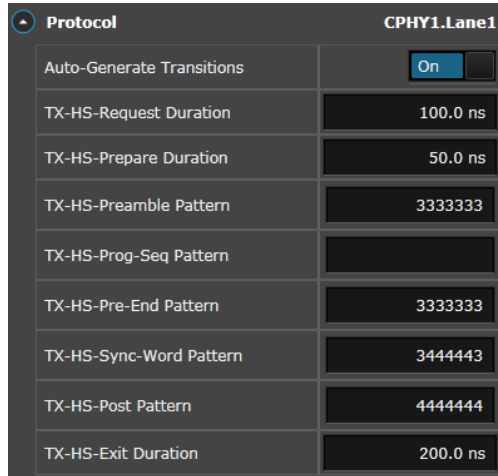 Protocol CPHY1.Lane1
Auto-Generate Transitions On
TX-HS-Request Duration 100.0 ns
TX-HS-Prepare Duration 50.0 ns
TX-HS-Preamble Pattern 3333333
TX-HS-Prog-Seq Pattern
TX-HS-Pre-End Pattern 3333333
TX-HS-Sync-Word Pattern 3444443
TX-HS-Post Pattern 4444444
TX-HS-Exit Duration 200.0 ns